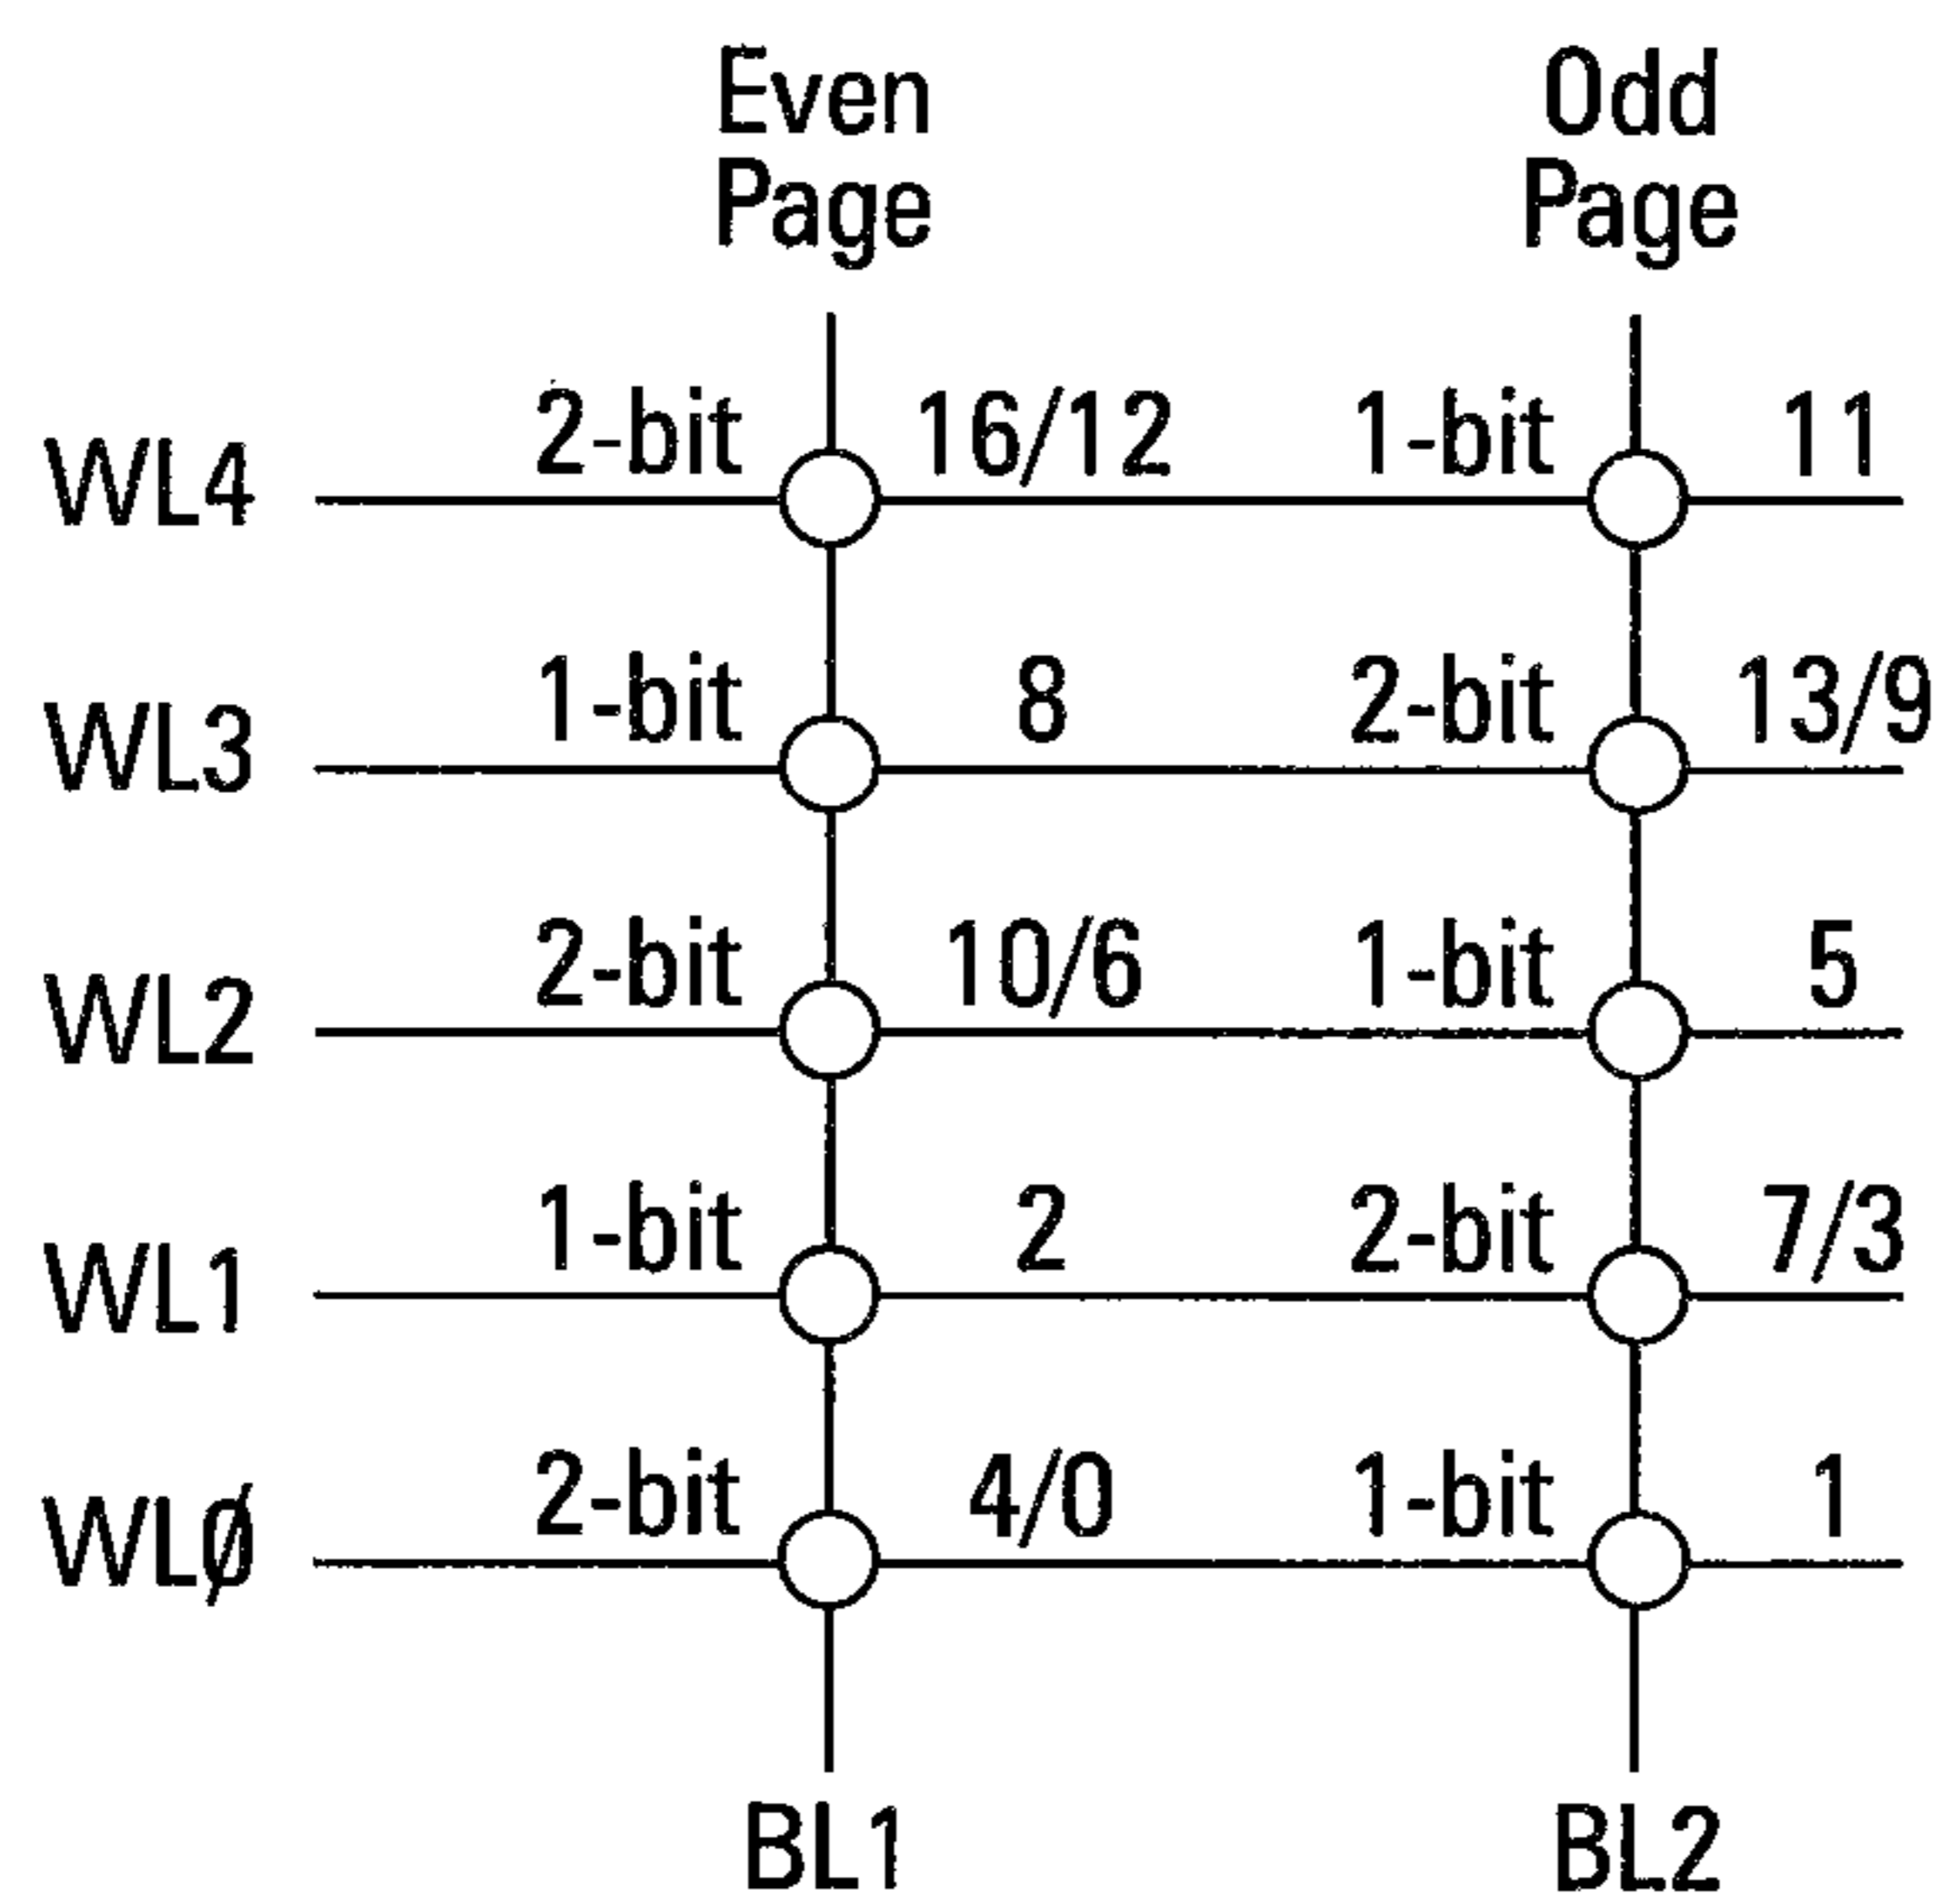 Even Page Odd Page
WL4 2-bit 16/12 1-bit 11
WL3 1-bit 8 2-bit 13/9
WL2 2-bit 10/6 1-bit 5
WL1 1-bit 2 2-bit 7/3
WLØ 2-bit 4/0 1-bit 1
BL1 BL2